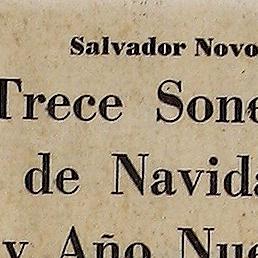 Salvador Novo
Trece Sone
de Navida
y Año Nue